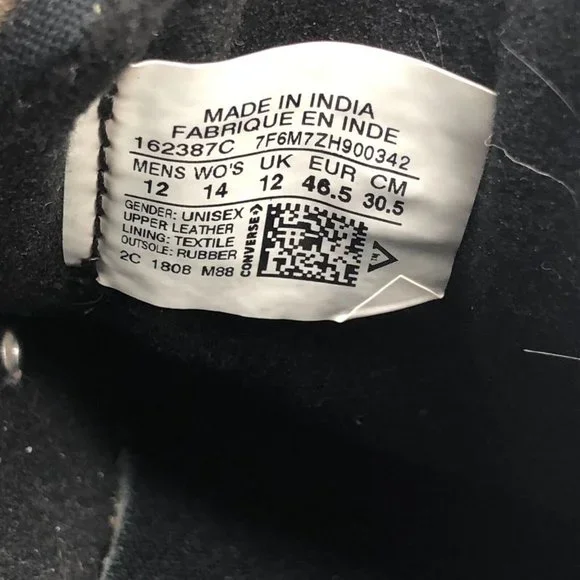 MADE IN INDIA
FABRIQUE EN INDE
162387C 7F6M7ZH900342
MENS WO'S UK EUR CM
12 14 12 46.5 30.5
GENDER: UNISEX
UPPER LEATHER
LINING: TEXTILE
OUTSOLE: RUBBER
2C 1808 M88
CONVERSE